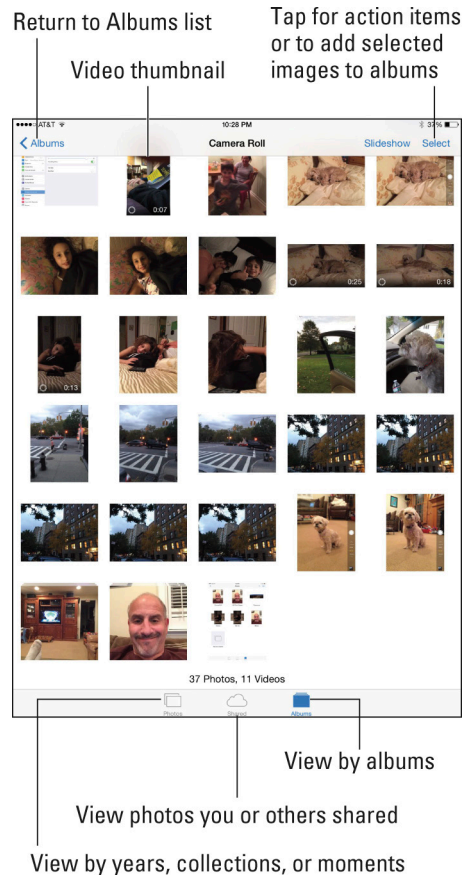 Return to Albums list
Tap for action items
or to add selected
images to albums
Video thumbnail
AT&T 10:28 PM 37%
Albums Camera Roll Slideshow Select
0:07
0:25 0:18
0:13
37 Photos, 11 Videos
Photos Shared Albums
View by albums
View photos you or others shared
View by years, collections, or moments